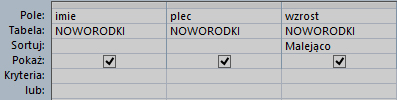 Pole: imie plec wzrost
Tabela: NOWORODKI NOWORODKI NOWORODKI
Sortuj: Malejąco
Pokaż:
Kryteria:
lub: